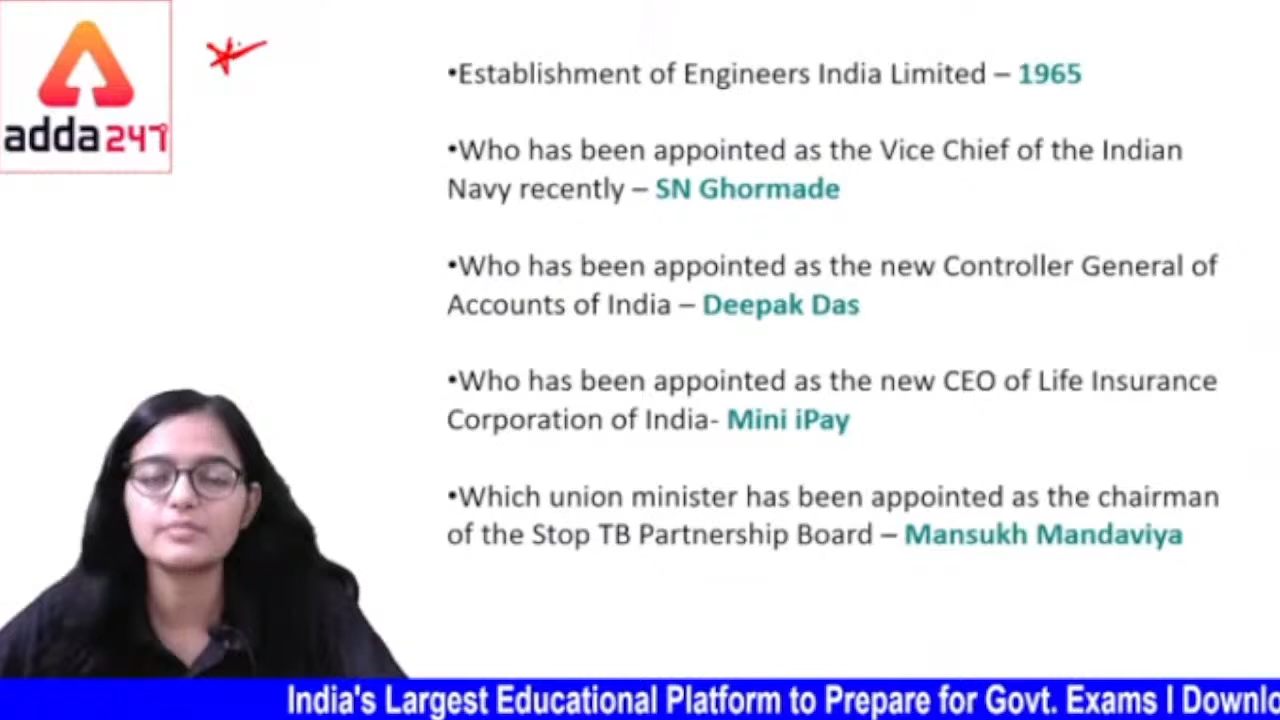 adda247
•Establishment of Engineers India Limited – 1965
•Who has been appointed as the Vice Chief of the Indian
Navy recently – SN Ghormade
•Who has been appointed as the new Controller General of
Accounts of India – Deepak Das
•Who has been appointed as the new CEO of Life Insurance
Corporation of India- Mini iPay
•Which union minister has been appointed as the chairman
of the Stop TB Partnership Board – Mansukh Mandaviya
India's Largest Educational Platform to Prepare for Govt. Exams I Downlo